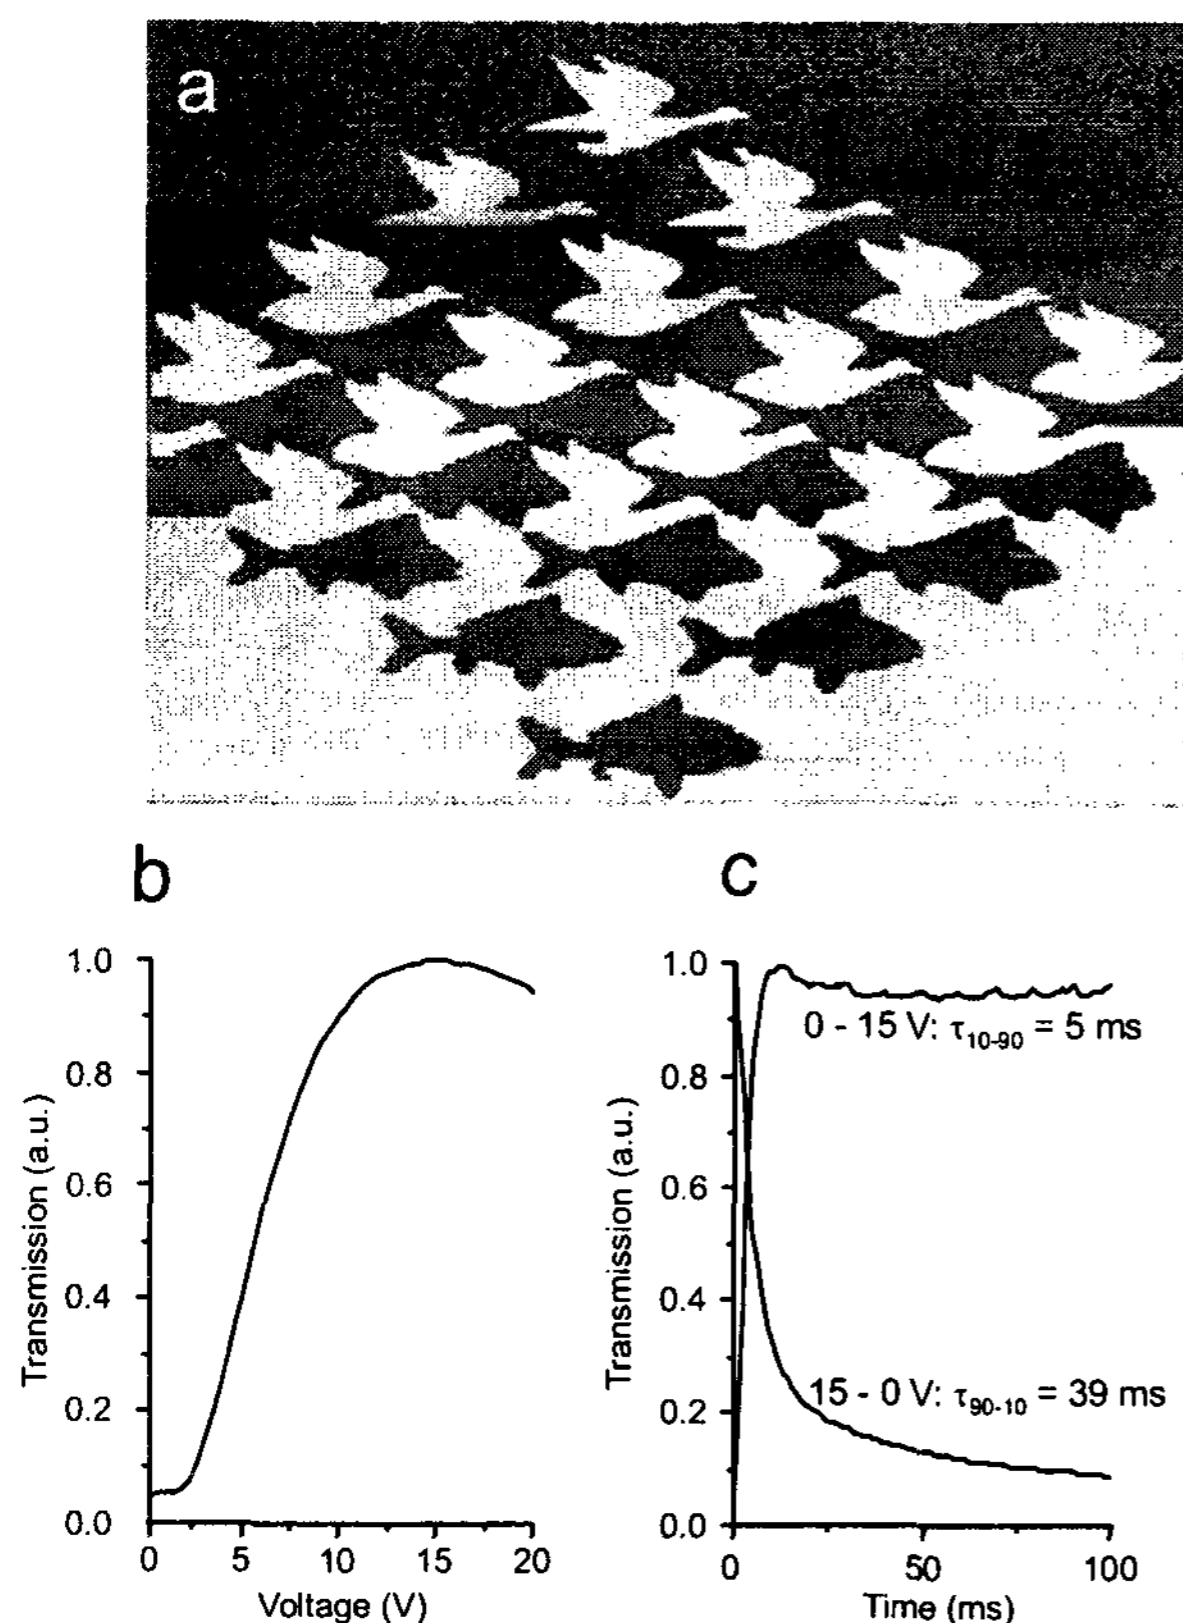 a
b
Transmission (a.u.)
1.0
0.8
0.6
0.4
0.2
0.0
0 5 10 15 20
Voltage (V)
c
Transmission (a.u.)
1.0
0.8
0.6
0.4
0.2
0.0
0 - 15 V: τ10-90 = 5 ms
15 - 0 V: τ90-10 = 39 ms
0 50 100
Time (ms)